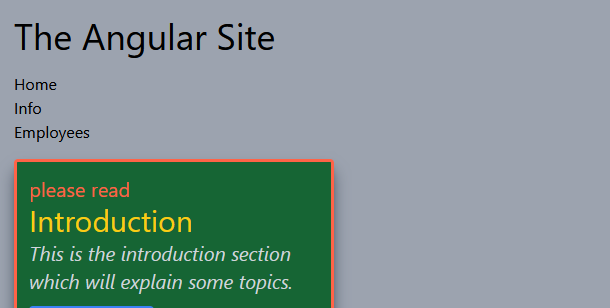 The Angular Site
Home
Info
Employees
please read
Introduction
This is the introduction section
which will explain some topics.